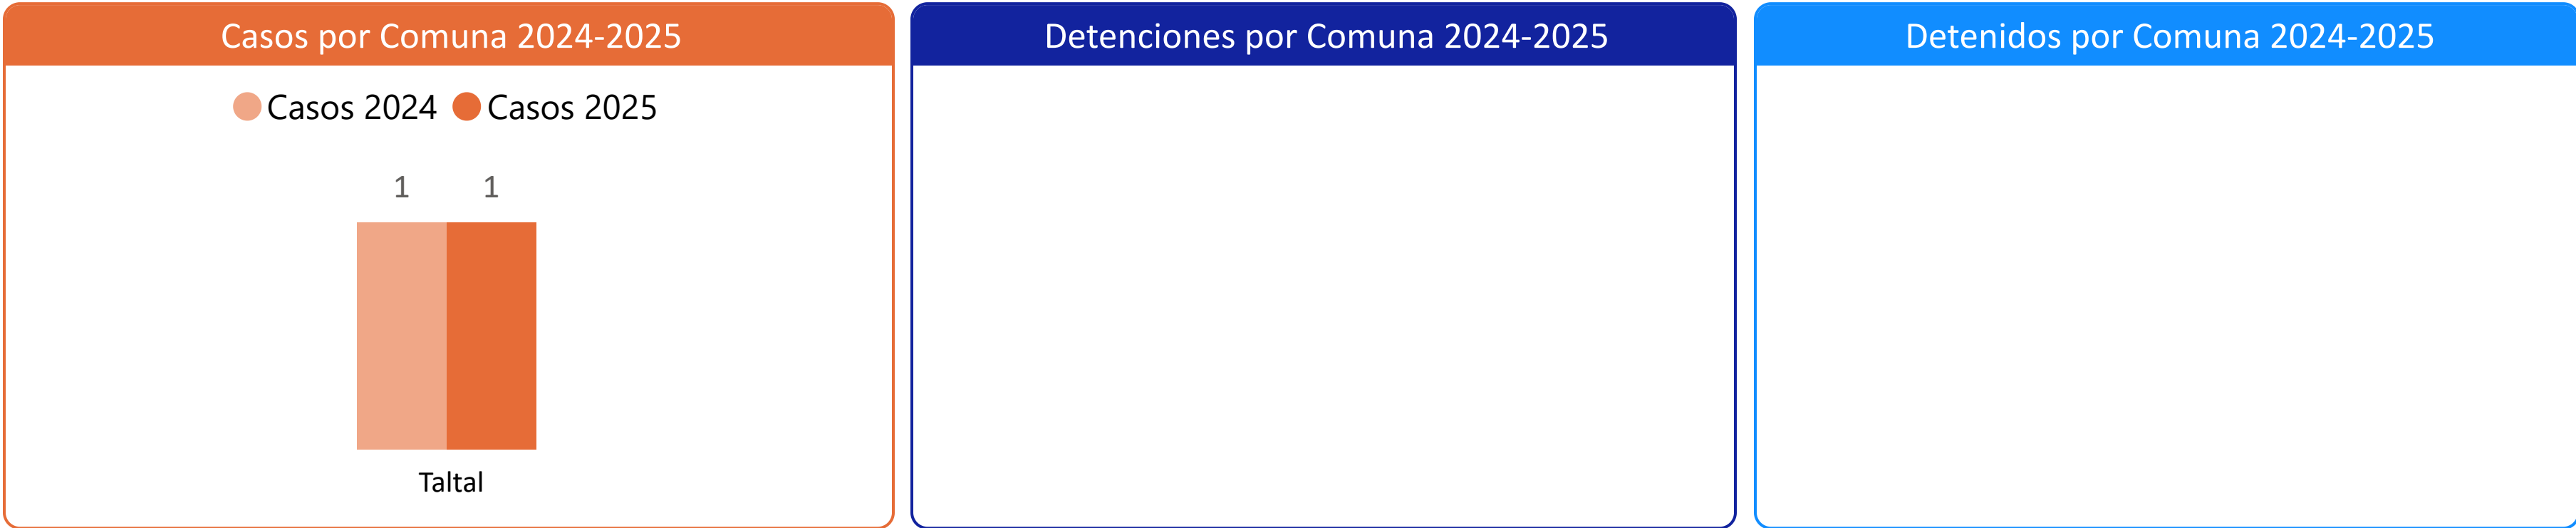 Casos por Comuna 2024-2025
Casos 2024 Casos 2025
1 1
Taltal
Detenciones por Comuna 2024-2025
Detenidos por Comuna 2024-2025